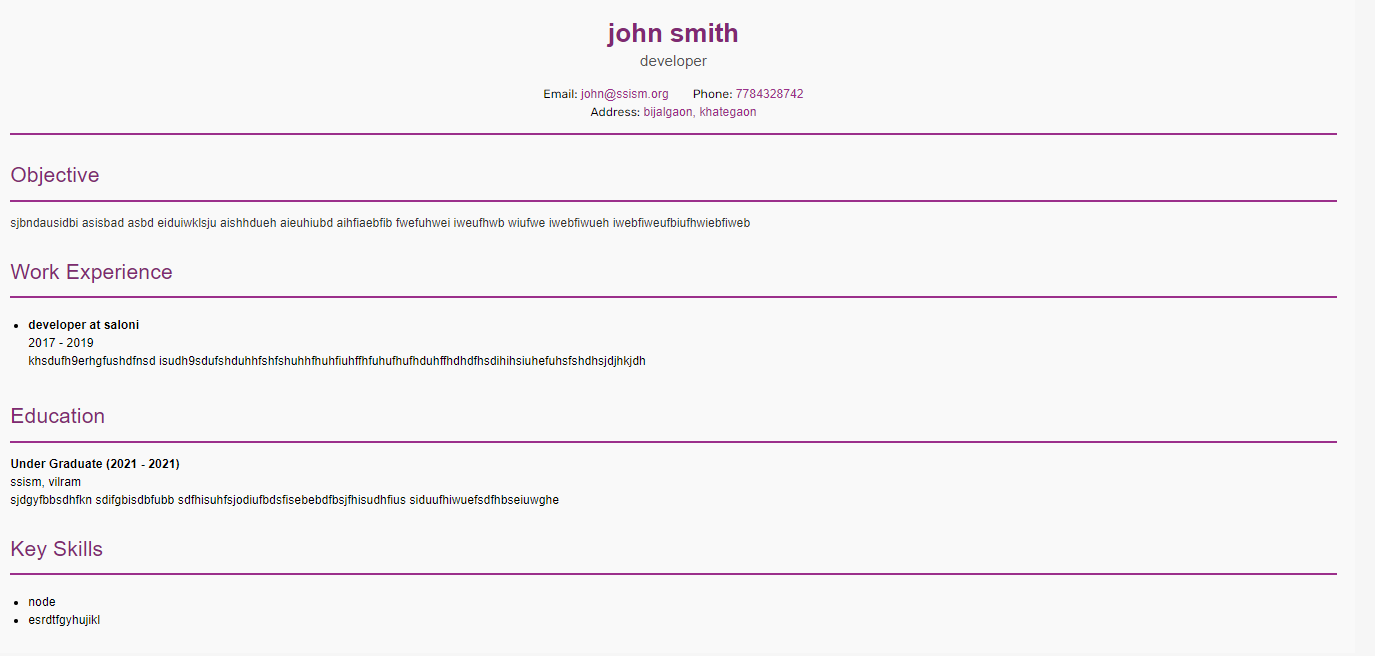 john smith
developer
Email: john@ssism.org Phone: 7784328742
Address: bijalgaon, khategaon
Objective
sjbndausidbi asisbad asbd eiduiwklsju aishhdueh aieuhiubd aihfiaebfib fwefuhwei iweufhwb wiufwe iwebfiwueh iwebfiweufbiufhwiebfiweb
Work Experience
developer at saloni
2017 - 2019
khsdufh9erhgfushdfnsd isudh9sdufshduhhfshfshuhhfhuhfiuhffhfuhufhufhduhffhdhdfhsdihihsiuhefuhsfshdhsjdjhkjdh
Education
Under Graduate (2021 - 2021)
ssism, vilram
sjdgyfbbsdhfkn sdifgbisdbfubb sdfhisuhfsjodiufbdsfisebebdfbsjfhisudhfius siduufhiwuefsdfhbseiuwghe
Key Skills
node
esrdtfgyhujikl